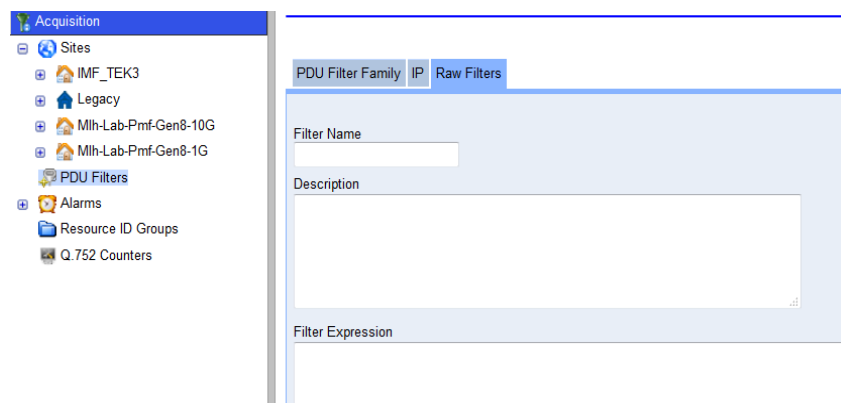 Acquisition
Sites
IMF_TEK3
Legacy
Mlh-Lab-Pmf-Gen8-10G
Mlh-Lab-Pmf-Gen8-1G
PDU Filters
Alarms
Resource ID Groups
Q.752 Counters
PDU Filter Family IP Raw Filters
Filter Name
Description
Filter Expression